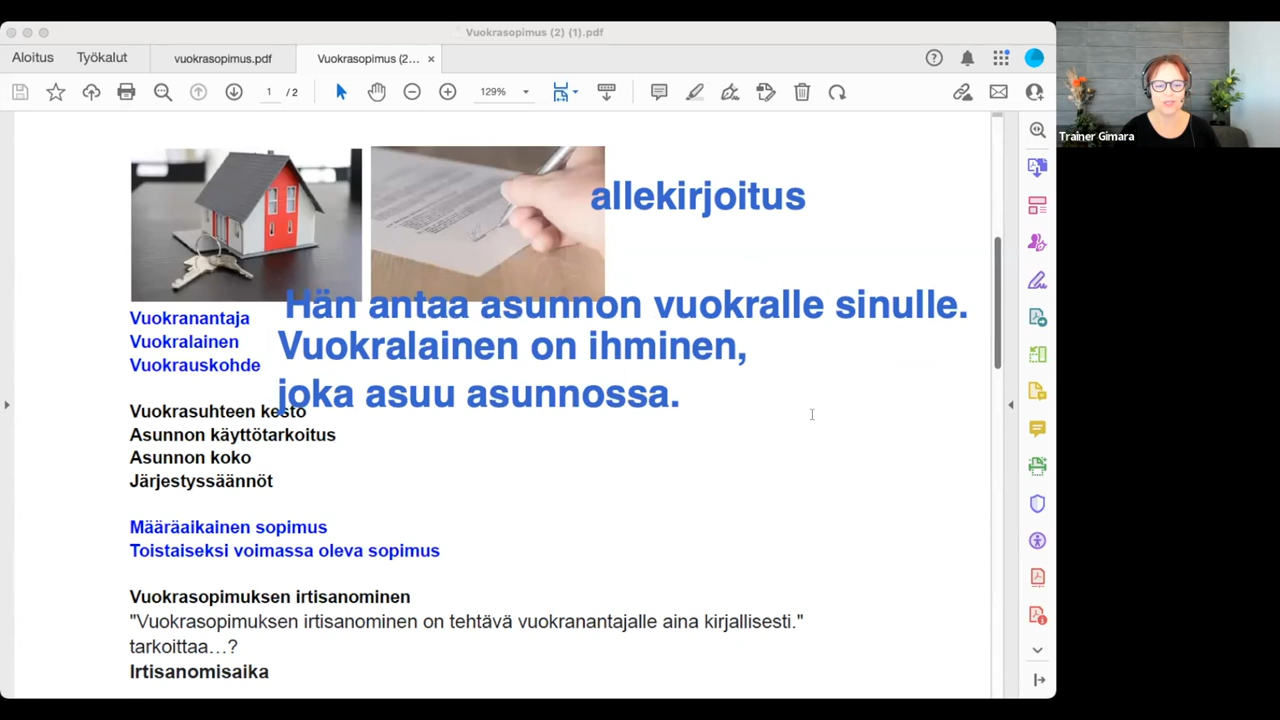 Vuokrasopimus (2) (1).pdf
Aloitus
Työkalut
vuokrasopimus.pdf
Vuokrasopimus (2...
1 / 2
129%
Trainer Gimara
allekirjoitus
Hän antaa asunnon vuokralle sinulle.
Vuokranantaja
Vuokralainen
Vuokralainen on ihminen,
Vuokrauskohde
joka asuu asunnossa.
Vuokrasuhteen kesto
Asunnon käyttötarkoitus
Asunnon koko
Järjestyssäännöt
Määräaikainen sopimus
Toistaiseksi voimassa oleva sopimus
Vuokrasopimuksen irtisanominen
"Vuokrasopimuksen irtisanominen on tehtävä vuokranantajalle aina kirjallisesti."
tarkoittaa…?
Irtisanomisaika